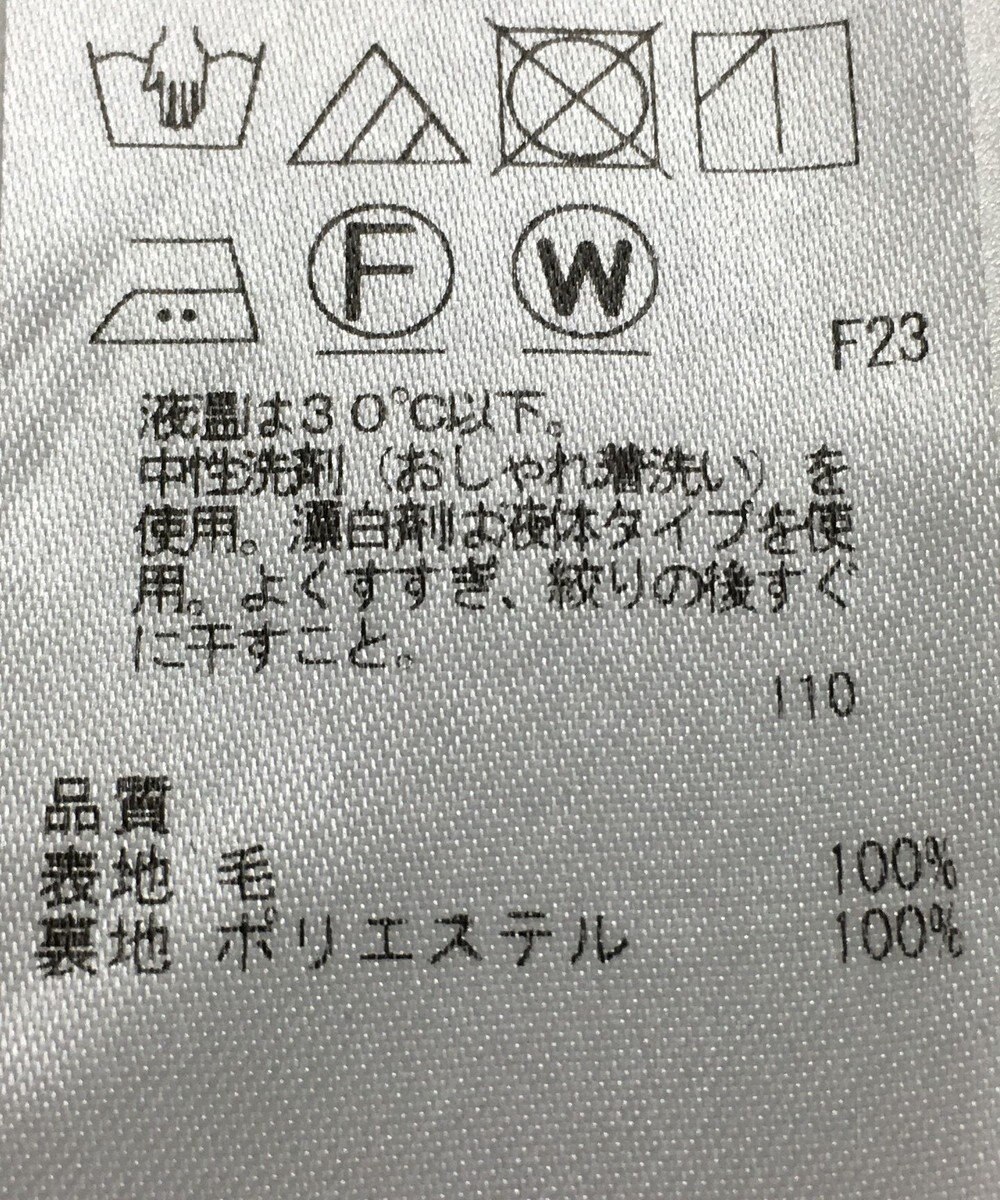 F W
F23
液温は30℃以下。
中性洗剤（おしゃれ着洗い）を
使用。漂白剤は液体タイプを使
用。よくすすぎ、絞りの後すぐ
に干すこと。
I10
品質
表地 毛 100%
裏地 ポリエステル 100%